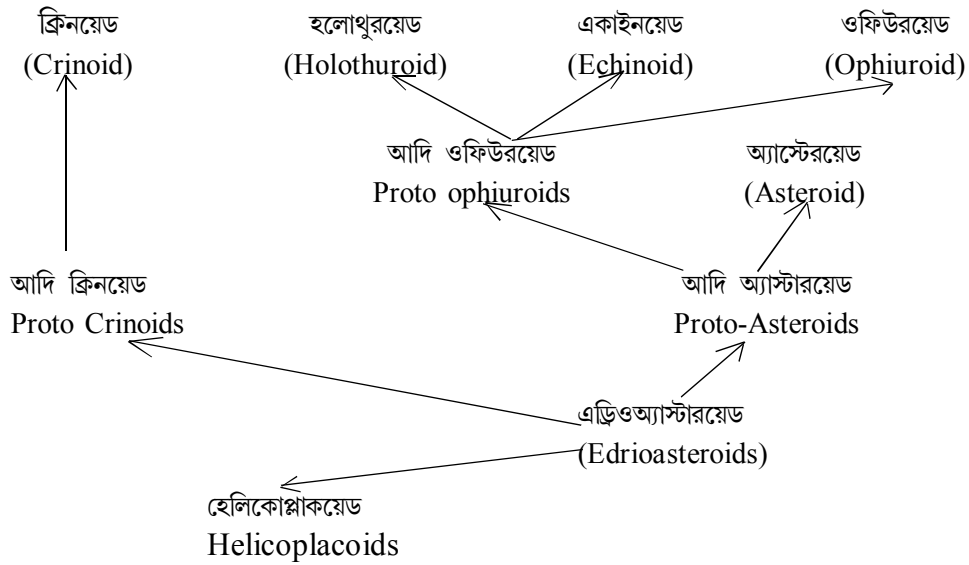 ক্রিনয়েড হলোথুরয়েড একাইনয়েড ওফিউরয়েড
(Crinoid) (Holothuroid) (Echinoid) (Ophiuroid)
আদি ওফিউরয়েড অ্যাস্টেরয়েড
Proto ophiuroids (Asteroid)
আদি ক্রিনয়েড আদি অ্যাস্টারয়েড
Proto Crinoids Proto-Asteroids
এড্রিওঅ্যাস্টারয়েড
(Edrioasteroids)
হেলিকোপ্লাকয়েড
Helicoplacoids